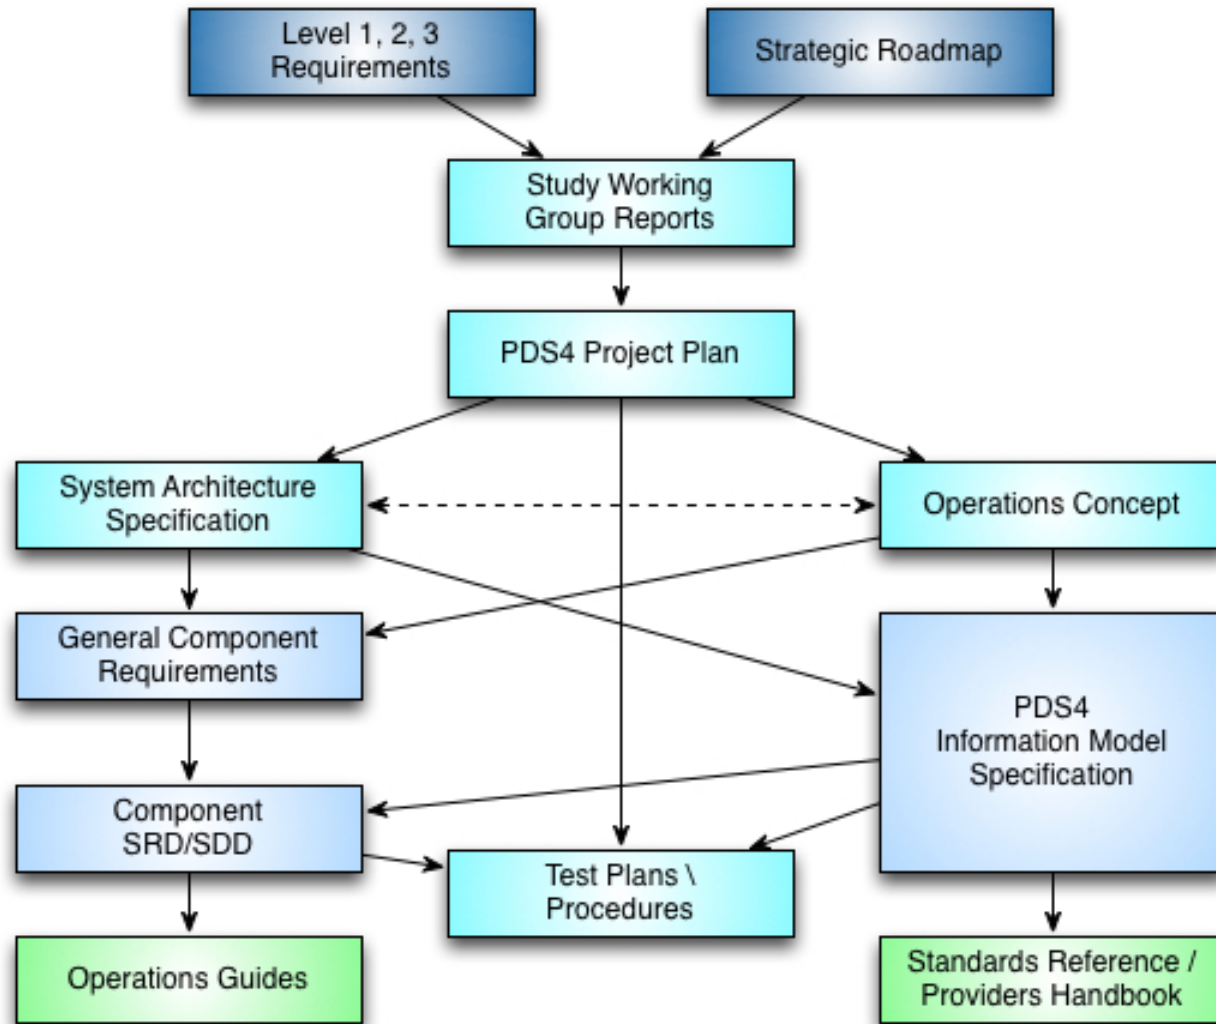 Level 1, 2, 3
Requirements
Strategic Roadmap
Study Working
Group Reports
PDS4 Project Plan
System Architecture
Specification
Operations Concept
General Component
Requirements
PDS4
Information Model
Specification
Component
SRD/SDD
Test Plans \
Procedures
Operations Guides
Standards Reference /
Providers Handbook